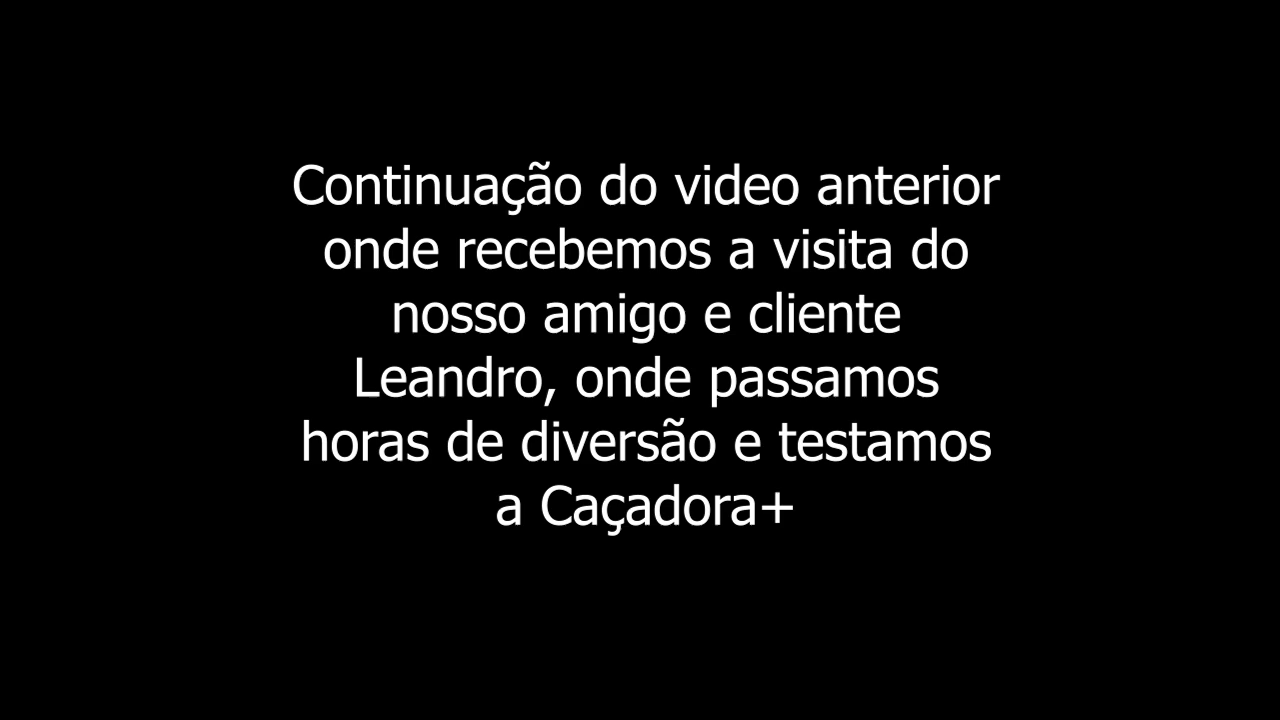 Continuação do video anterior
onde recebemos a visita do
nosso amigo e cliente
Leandro, onde passamos
horas de diversão e testamos
a Caçadora+